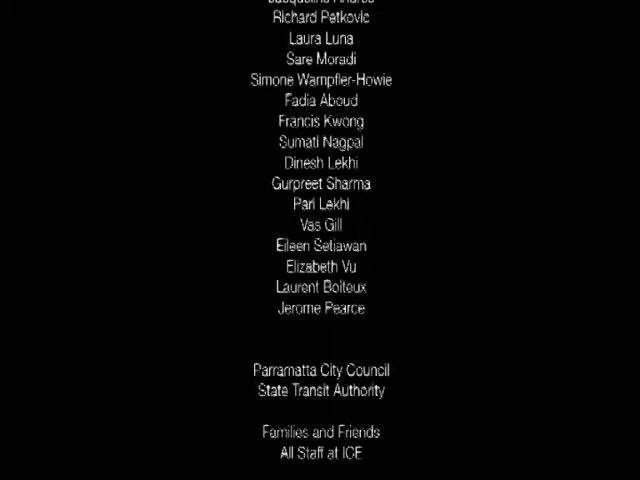 Richard Petkovic
Laura Luna
Sare Moradi
Simone Wampfler-Howie
Fadia Aboud
Francis Kwong
Sumati Nagpal
Dinesh Lekhi
Gurpreet Sharma
Pari Lekhi
Vas Gill
Eileen Setiawan
Elizabeth Vu
Laurent Boiteux
Jerome Pearce
Parramatta City Council
State Transit Authority
Families and Friends
All Staff at ICE